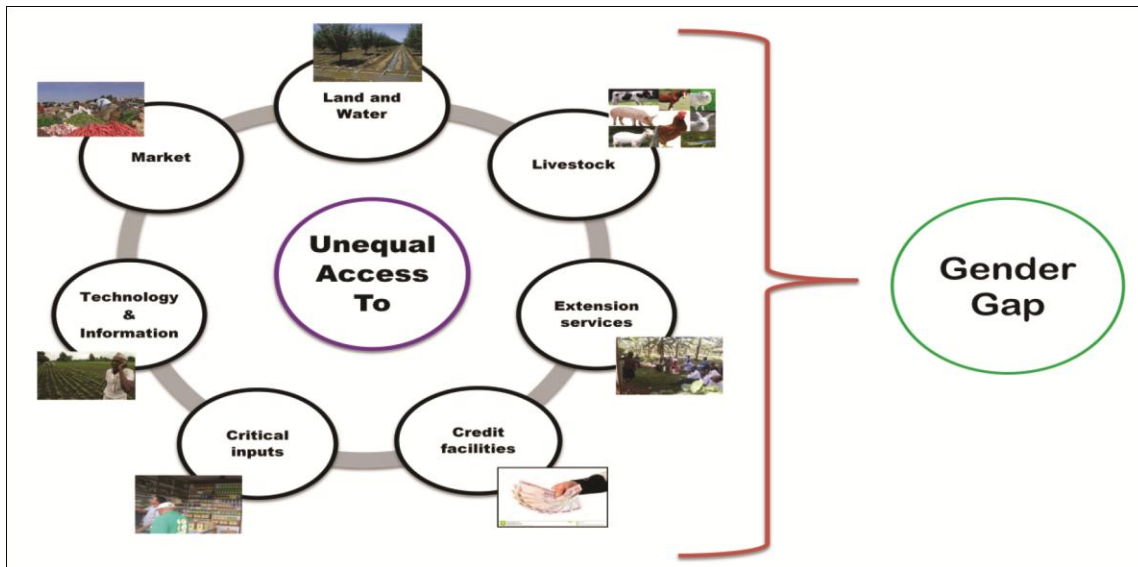 Land and
Water
Livestock
Extension
services
Credit
facilities
Critical
inputs
Technology
&
Information
Market
Unequal
Access
To
Gender
Gap